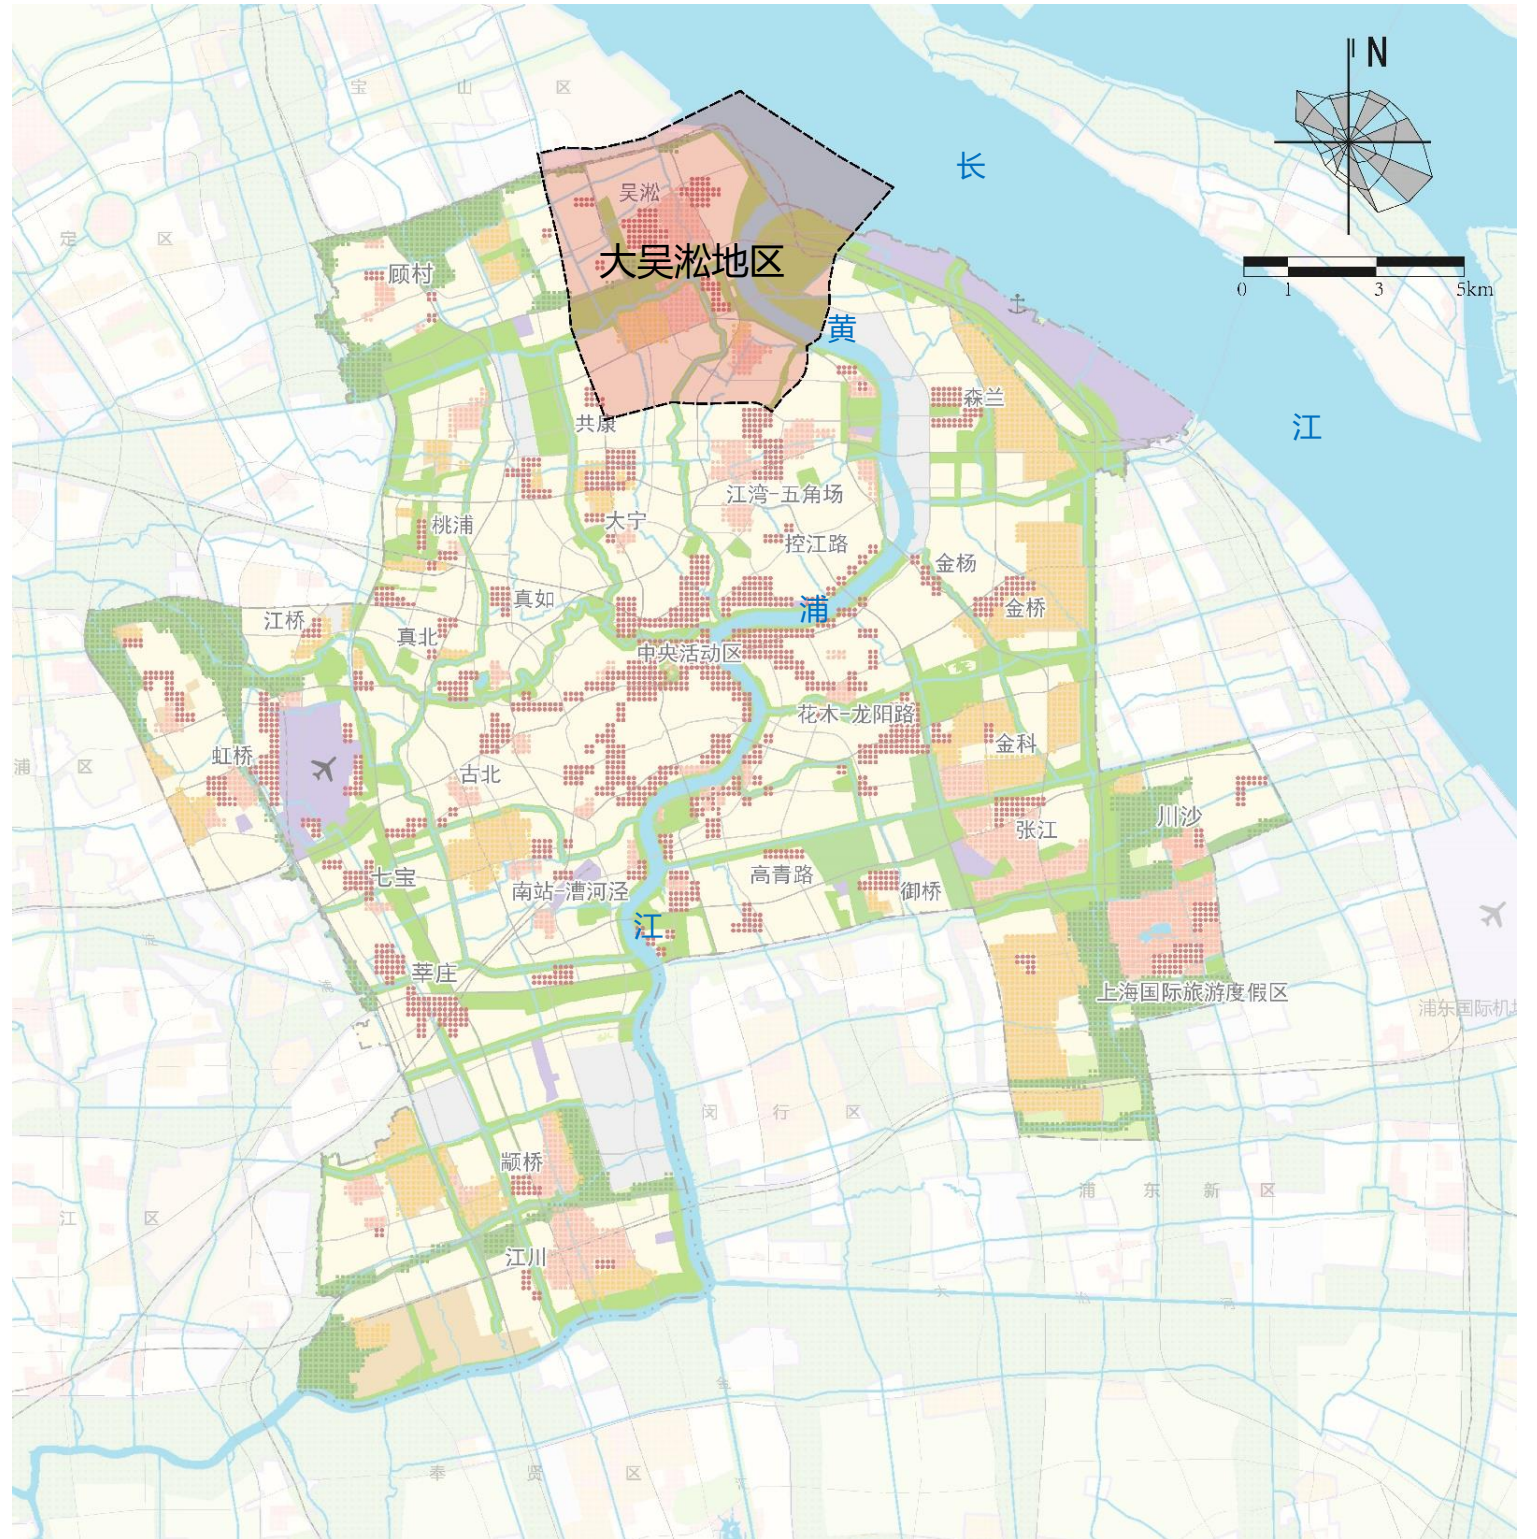 N
宝 山 区
长
吴淞
大吴淞地区
定 区
顾村
0 1 3 5km
黄
森兰
江
共康
江湾-五角场
桃浦
大宁
控江路
金杨
真如
金桥
浦
江桥
真北
中央活动区
花木-龙阳路
金科
虹桥
浦 区
古北
川沙
张江
七宝
高青路
南站-漕河泾
御桥
江
莘庄
上海国际旅游度假区
浦东国际机场
闵 行 区
颛桥
浦 东 新 区
江 区
江川
奉 贤 区